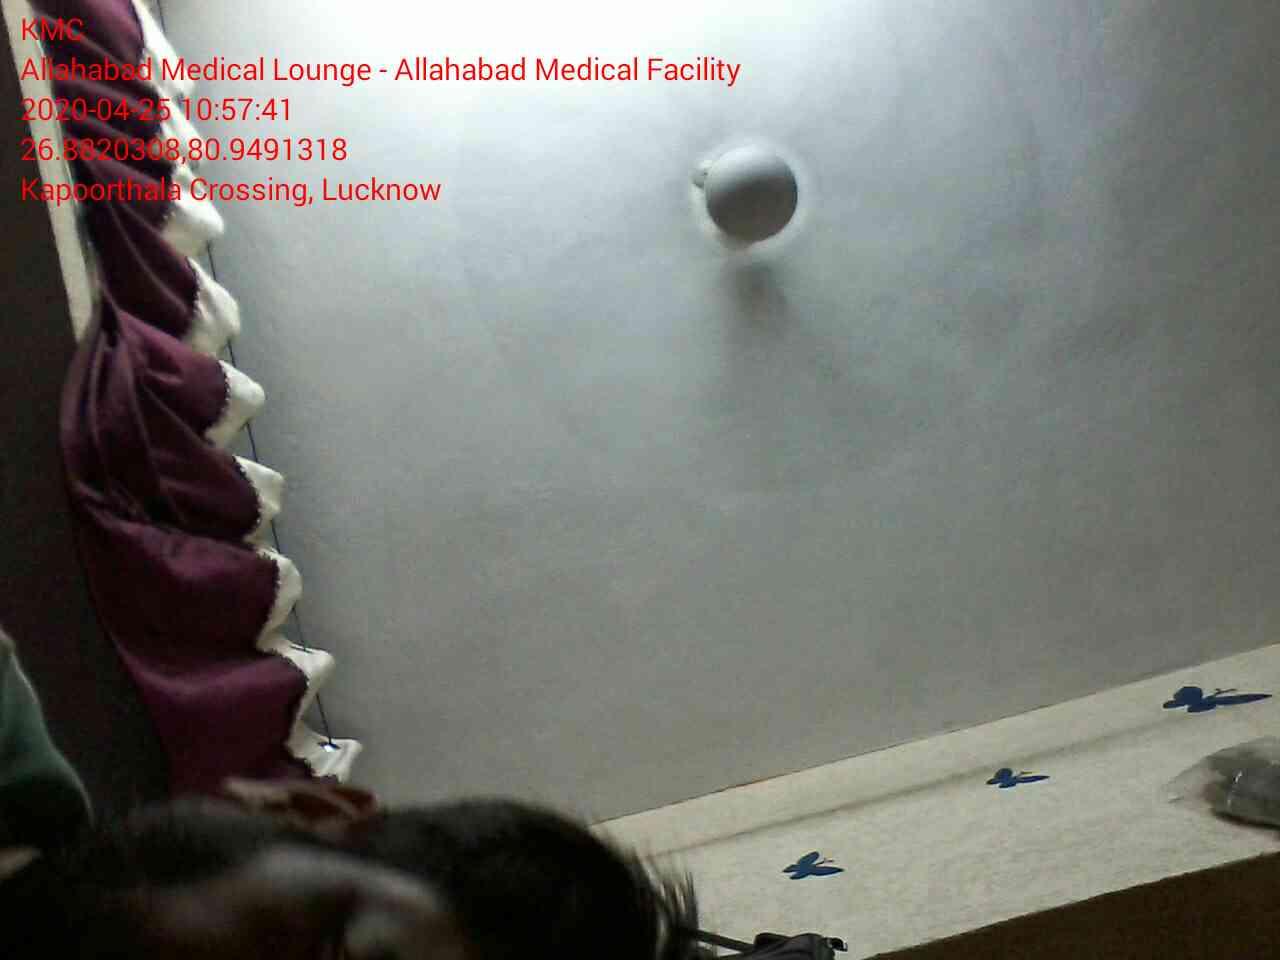 KMC
Allahabad Medical Lounge - Allahabad Medical Facility
2020-04-25 10:57:41
26.8820308,80.9491318
Kapoorthala Crossing, Lucknow